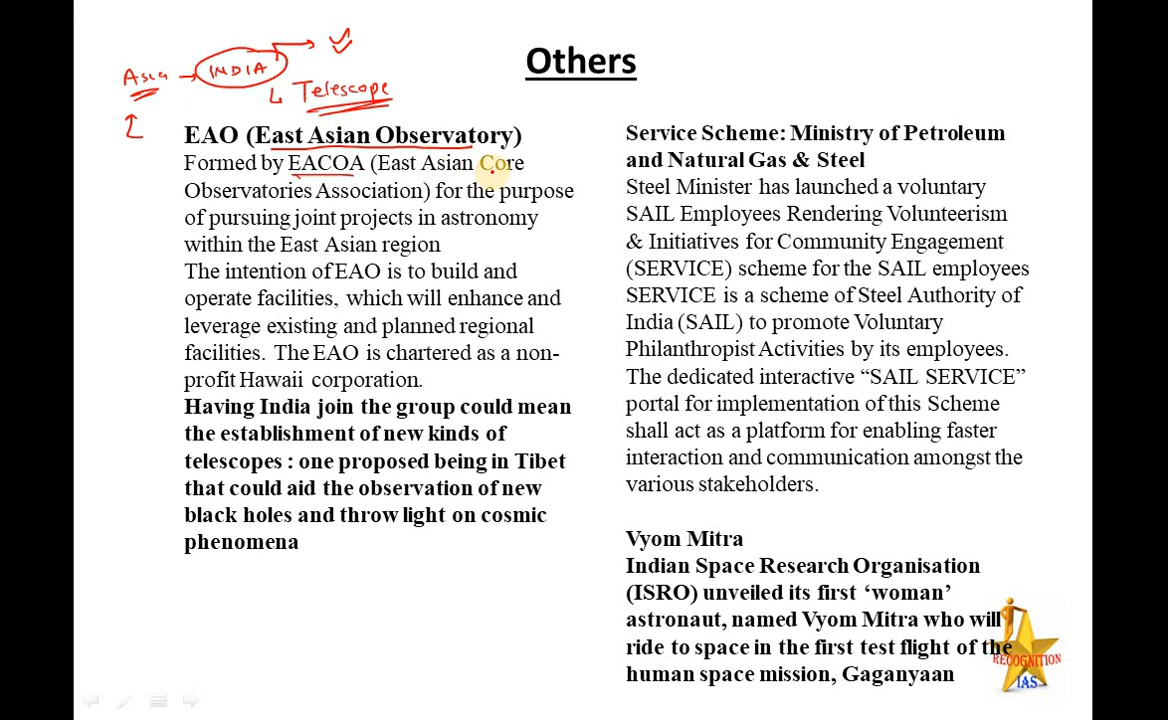 Others
Asia → INDIA
Telescope
EAO (East Asian Observatory)
Formed by EACOA (East Asian Core
Observatories Association) for the purpose
of pursuing joint projects in astronomy
within the East Asian region
The intention of EAO is to build and
operate facilities, which will enhance and
leverage existing and planned regional
facilities. The EAO is chartered as a non-
profit Hawaii corporation.
Having India join the group could mean
the establishment of new kinds of
telescopes : one proposed being in Tibet
that could aid the observation of new
black holes and throw light on cosmic
phenomena
Service Scheme: Ministry of Petroleum
and Natural Gas & Steel
Steel Minister has launched a voluntary
SAIL Employees Rendering Volunteerism
& Initiatives for Community Engagement
(SERVICE) scheme for the SAIL employees
SERVICE is a scheme of Steel Authority of
India (SAIL) to promote Voluntary
Philanthropist Activities by its employees.
The dedicated interactive “SAIL SERVICE”
portal for implementation of this Scheme
shall act as a platform for enabling faster
interaction and communication amongst the
various stakeholders.
Vyom Mitra
Indian Space Research Organisation
(ISRO) unveiled its first ‘woman’
astronaut, named Vyom Mitra who will
ride to space in the first test flight of the
human space mission, Gaganyaan
RECOGNITION
IAS